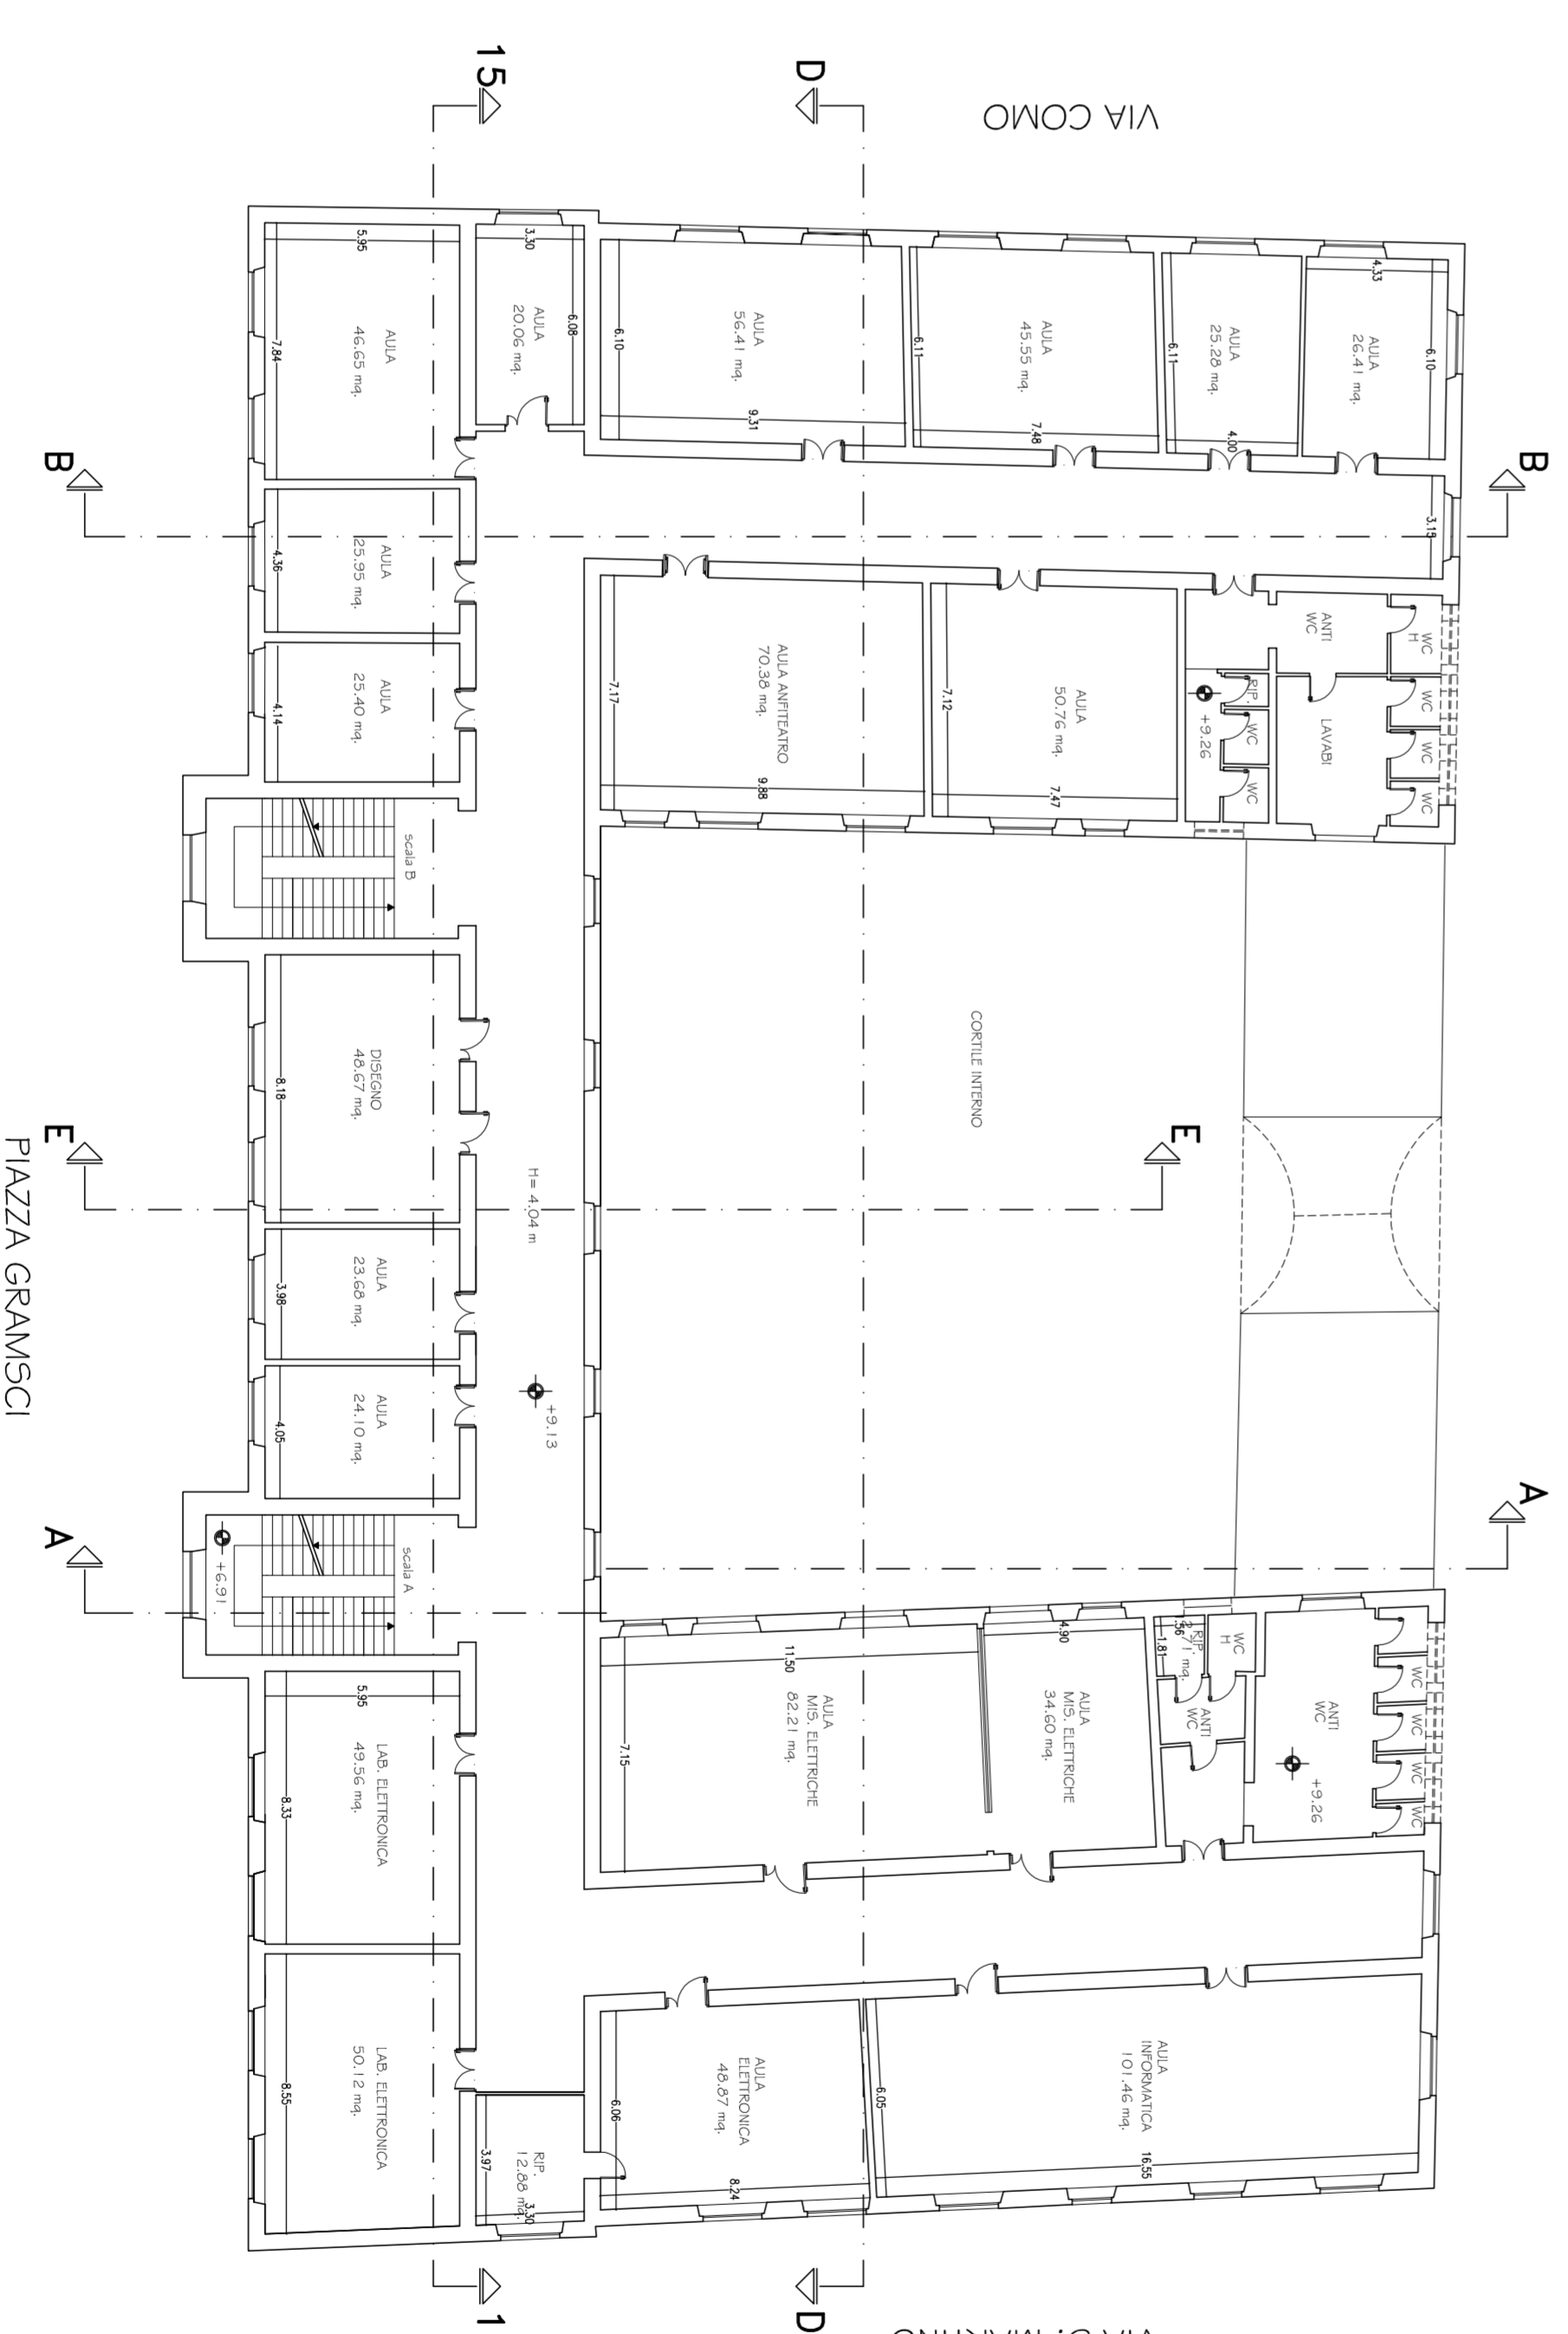 VIA COMO
15
D
B
B
AULA
46.65 mq.
5.95
7.84
AULA
20.06 mq.
3.30
6.08
AULA
56.41 mq.
6.10
9.31
AULA
45.55 mq.
6.11
7.48
AULA
25.28 mq.
6.11
4.00
AULA
26.41 mq.
4.33
6.10
3.15
AULA
25.95 mq.
4.36
AULA
25.40 mq.
4.14
AULA ANFITEATRO
70.38 mq.
7.17
9.88
AULA
50.76 mq.
7.12
7.47
ANTI
WC
WC
H
WC
WC
WC
LAVABI
RIP.
WC
WC
+9.26
scala B
DISEGNO
48.67 mq.
8.18
CORTILE INTERNO
E
E
H= 4.04 m
PIAZZA GRAMSCI
AULA
23.68 mq.
3.98
AULA
24.10 mq.
4.05
+9.13
A
A
scala A
+6.91
LAB. ELETTRONICA
49.56 mq.
5.95
8.33
AULA
MIS. ELETTRICHE
82.21 mq.
11.50
7.15
AULA
MIS. ELETTRICHE
34.60 mq.
4.90
RIP.
2.71 mq.
1.56
1.81
WC
H
ANTI
WC
ANTI
WC
WC
WC
WC
WC
+9.26
LAB. ELETTRONICA
50.12 mq.
8.55
RIP.
12.88 mq.
3.97
3.30
AULA
ELETTRONICA
48.87 mq.
6.06
8.24
AULA
INFORMATICA
101.46 mq.
6.05
16.55
1
D
VIA